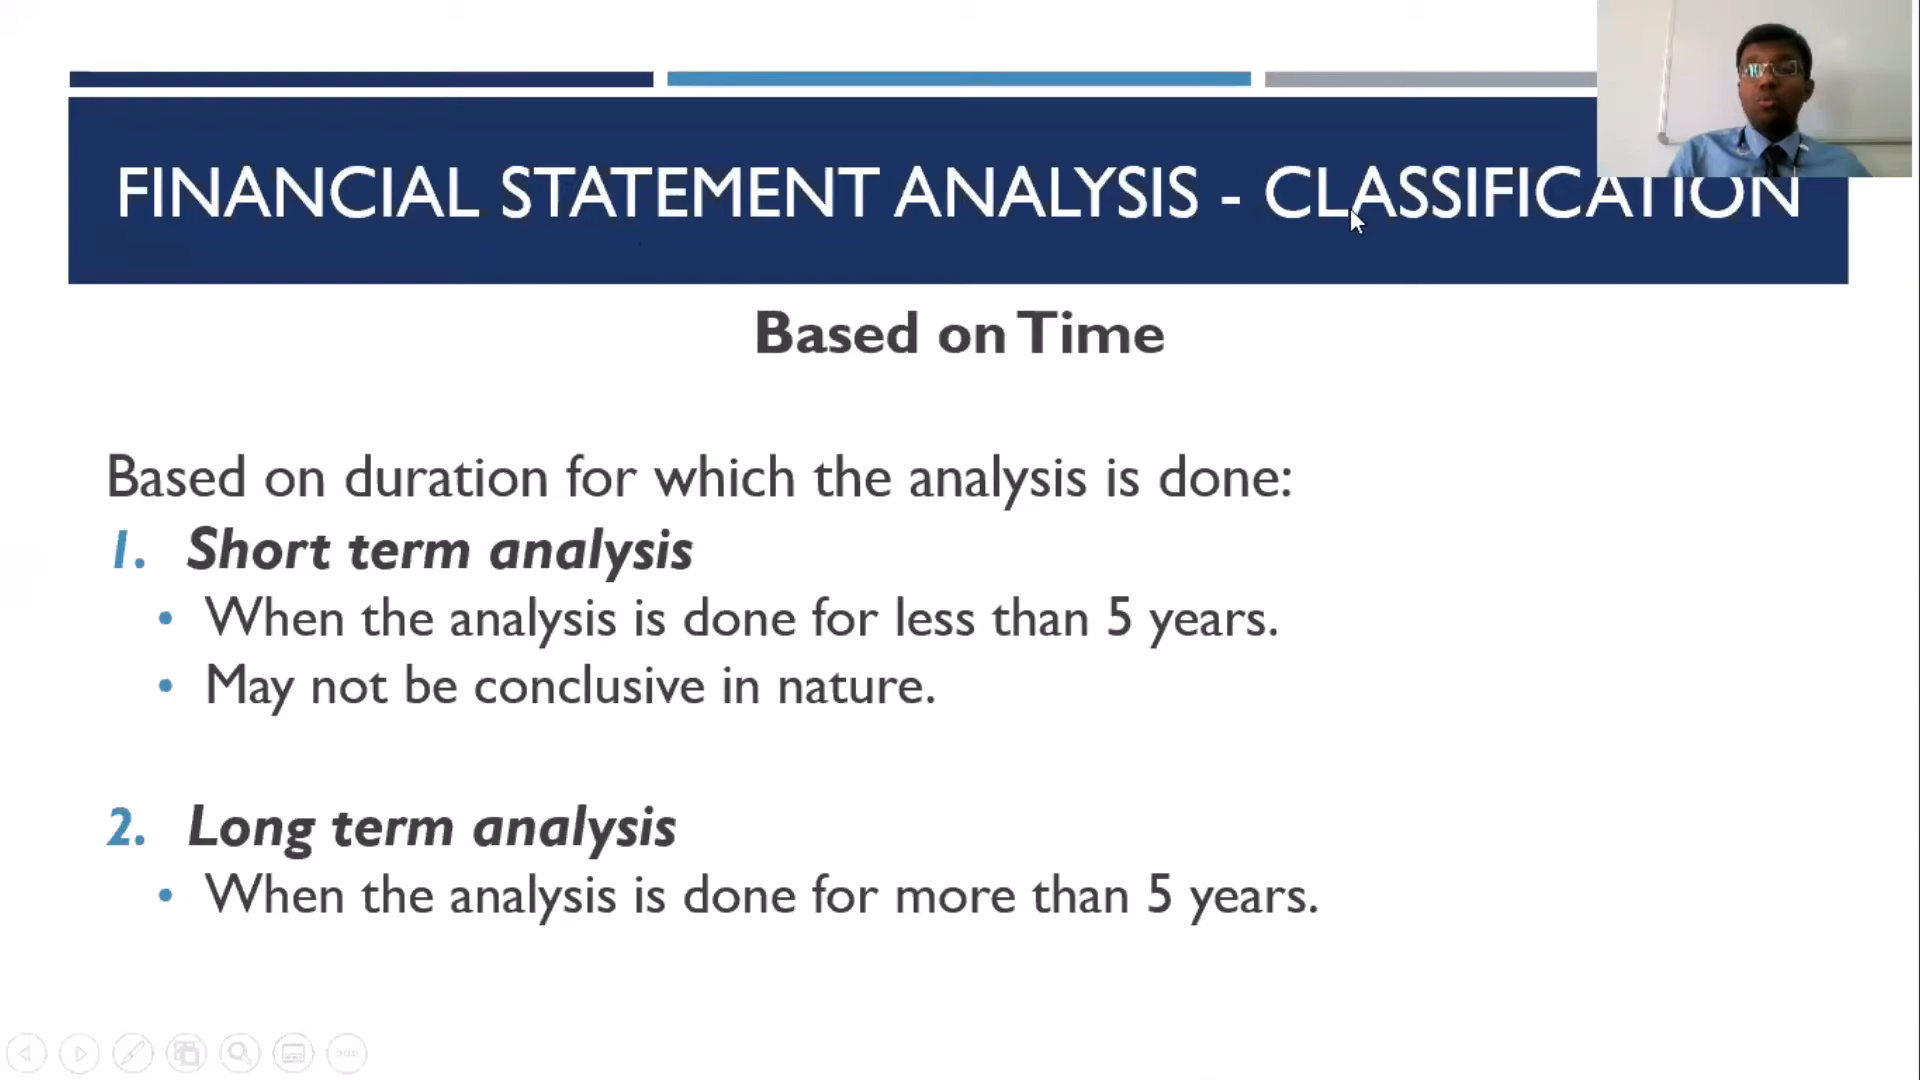 FINANCIAL STATEMENT ANALYSIS - CLASSIFICATION
Based on Time
Based on duration for which the analysis is done:
1. Short term analysis
• When the analysis is done for less than 5 years.
• May not be conclusive in nature.
2. Long term analysis
• When the analysis is done for more than 5 years.